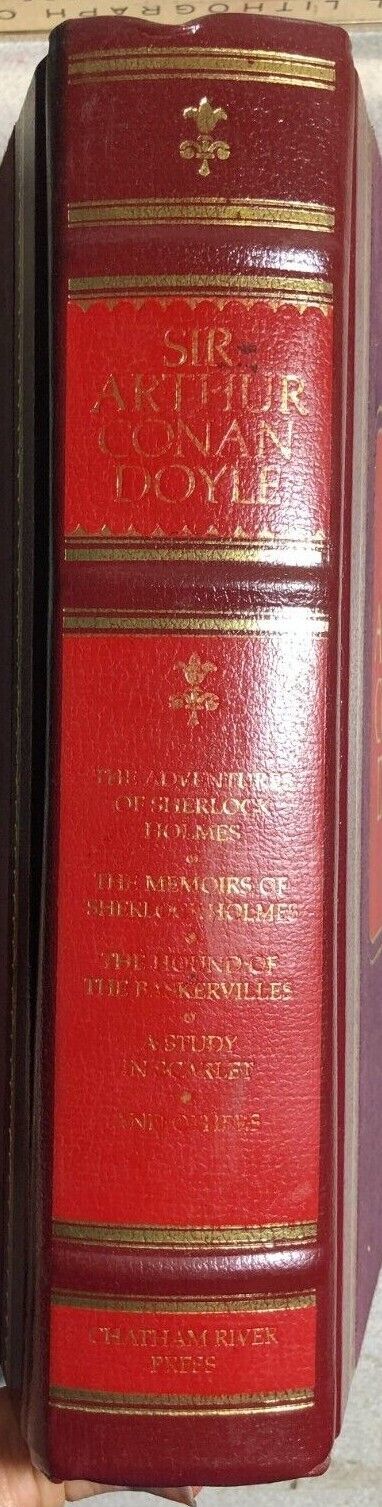 LITHOGRAPH
SIR
ARTHUR
CONAN
DOYLE
THE ADVENTURES
OF SHERLOCK
HOLMES
THE MEMOIRS OF
SHERLOCK HOLMES
THE HOUND OF
THE BASKERVILLES
A STUDY
IN SCARLET
AND OTHERS
CHATHAM RIVER
PRESS